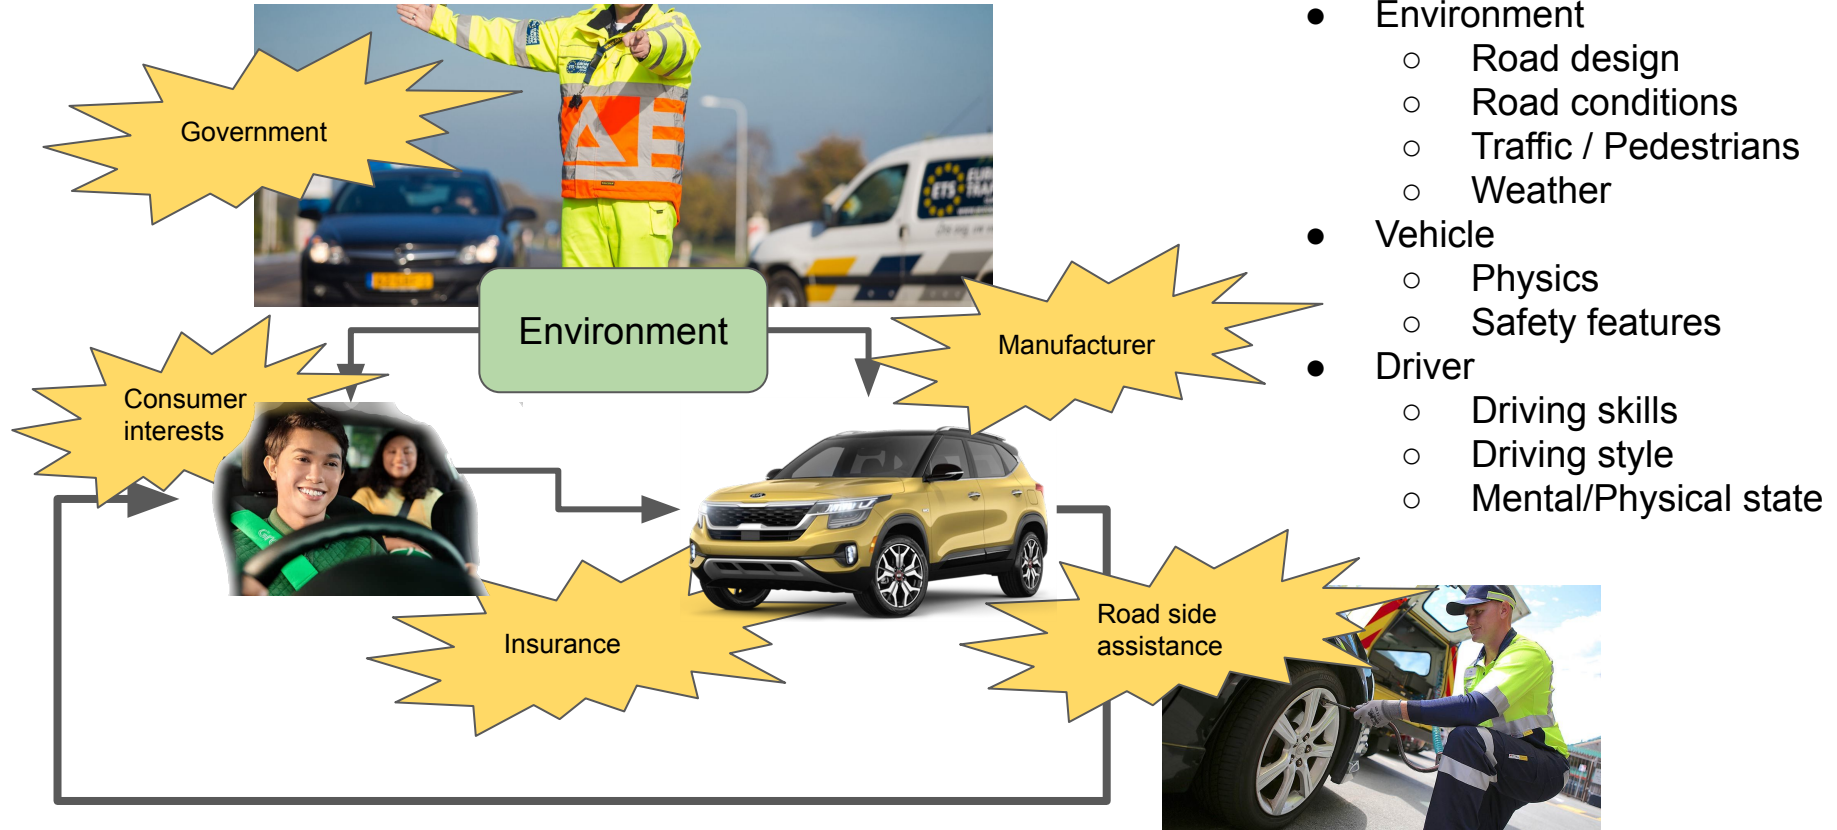 Government
ETS
Environment
Manufacturer
Consumer
interests
Insurance
Road side
assistance
● Environment
○ Road design
○ Road conditions
○ Traffic / Pedestrians
○ Weather
● Vehicle
○ Physics
○ Safety features
● Driver
○ Driving skills
○ Driving style
○ Mental/Physical state